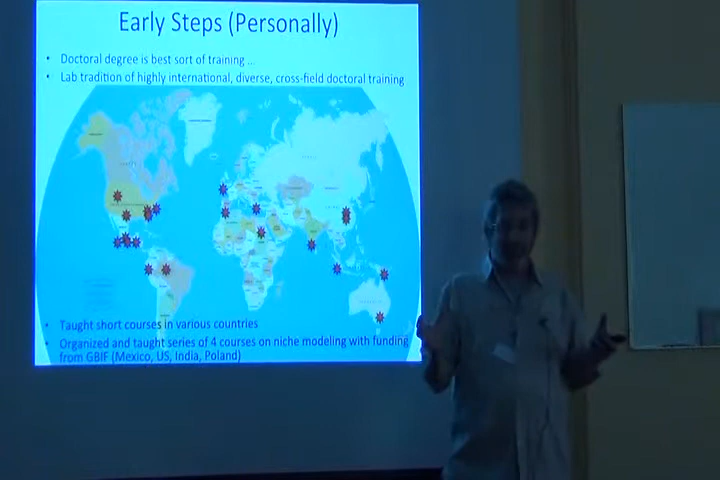 Early Steps (Personally)
• Doctoral degree is best sort of training ...
• Lab tradition of highly international, diverse, cross-field doctoral training
• Taught short courses in various countries
• Organized and taught series of 4 courses on niche modeling with funding
from GBIF (Mexico, US, India, Poland)